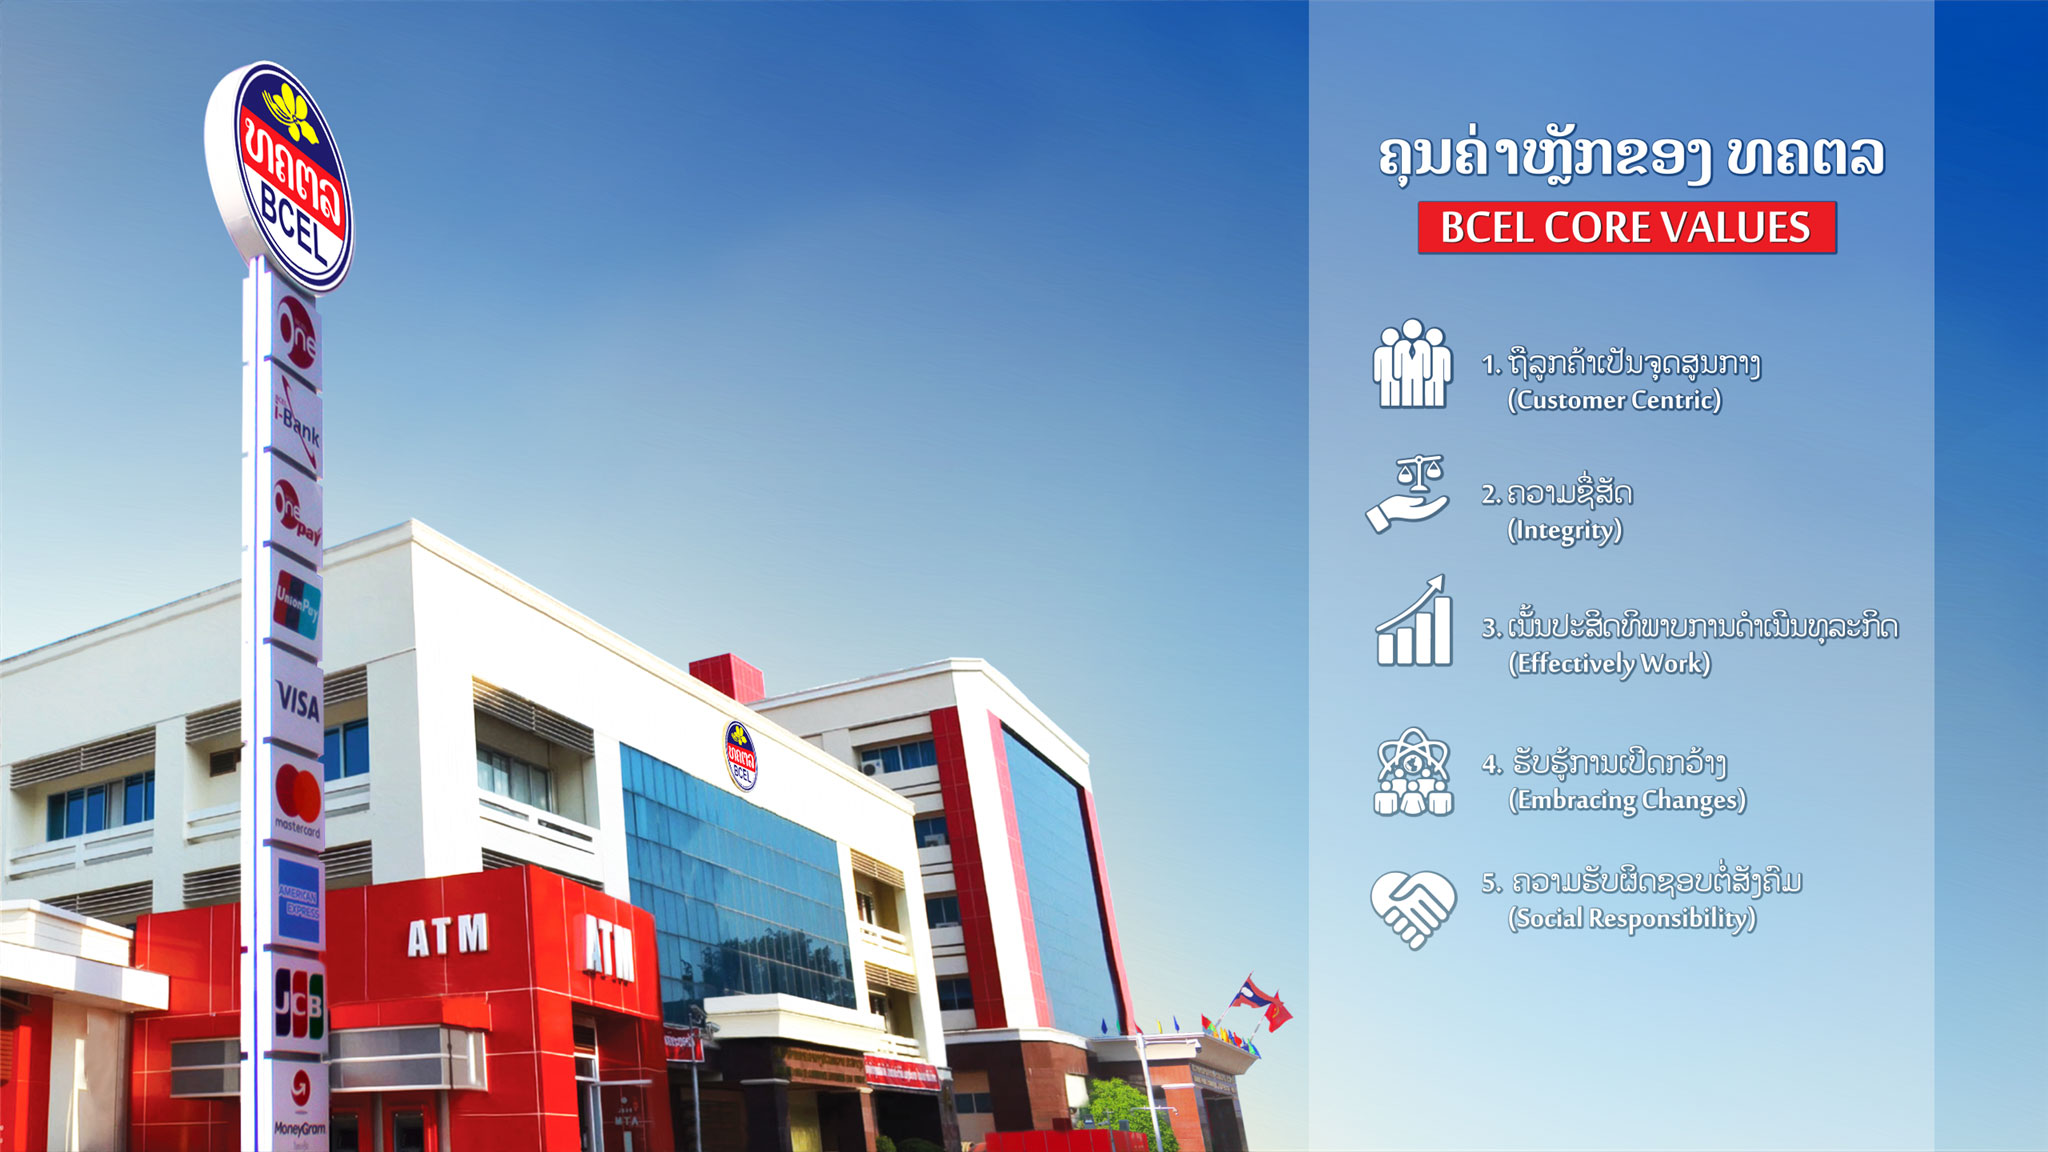 ທຄຕລ
BCEL
One
i-Bank
One
pay
UnionPay
VISA
mastercard
AMERICAN
EXPRESS
JCB
MoneyGram
ATM
ATM
ທຄຕລ
BCEL
ຄຸນຄ່າຫຼັກຂອງ ທຄຕລ
BCEL CORE VALUES
1. ຖືລູກຄ້າເປັນຈຸດສູນກາງ
(Customer Centric)
2. ຄວາມຊື່ສັດ
(Integrity)
3. ເນັ້ນປະສິດທິພາບການດຳເນີນທຸລະກິດ
(Effectively Work)
4. ຮັບຮູ້ການເປີດກວ້າງ
(Embracing Changes)
5. ຄວາມຮັບຜິດຊອບຕໍ່ສັງຄົມ
(Social Responsibility)